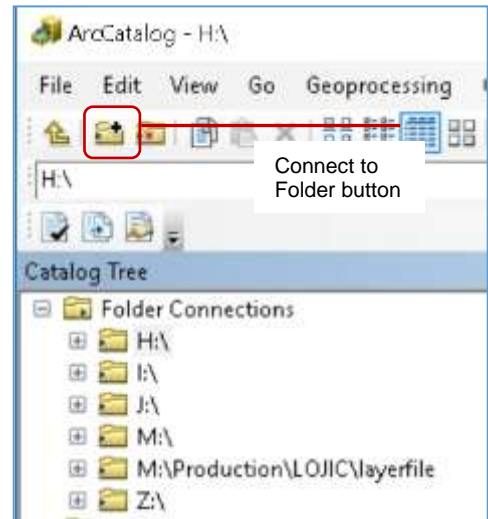 ArcCatalog - H:\
File Edit View Go Geoprocessing
Connect to
Folder button
H:\
Catalog Tree
Folder Connections
H:\
I:\
J:\
M:\
M:\Production\LOJIC\layerfile
Z:\